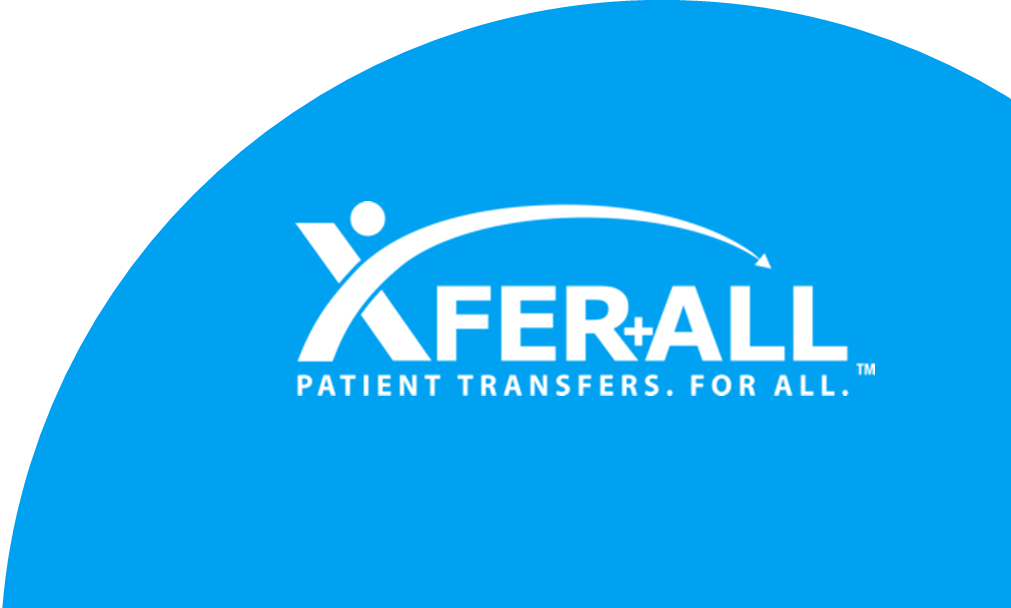 XFER+ALL
PATIENT TRANSFERS. FOR ALL.™